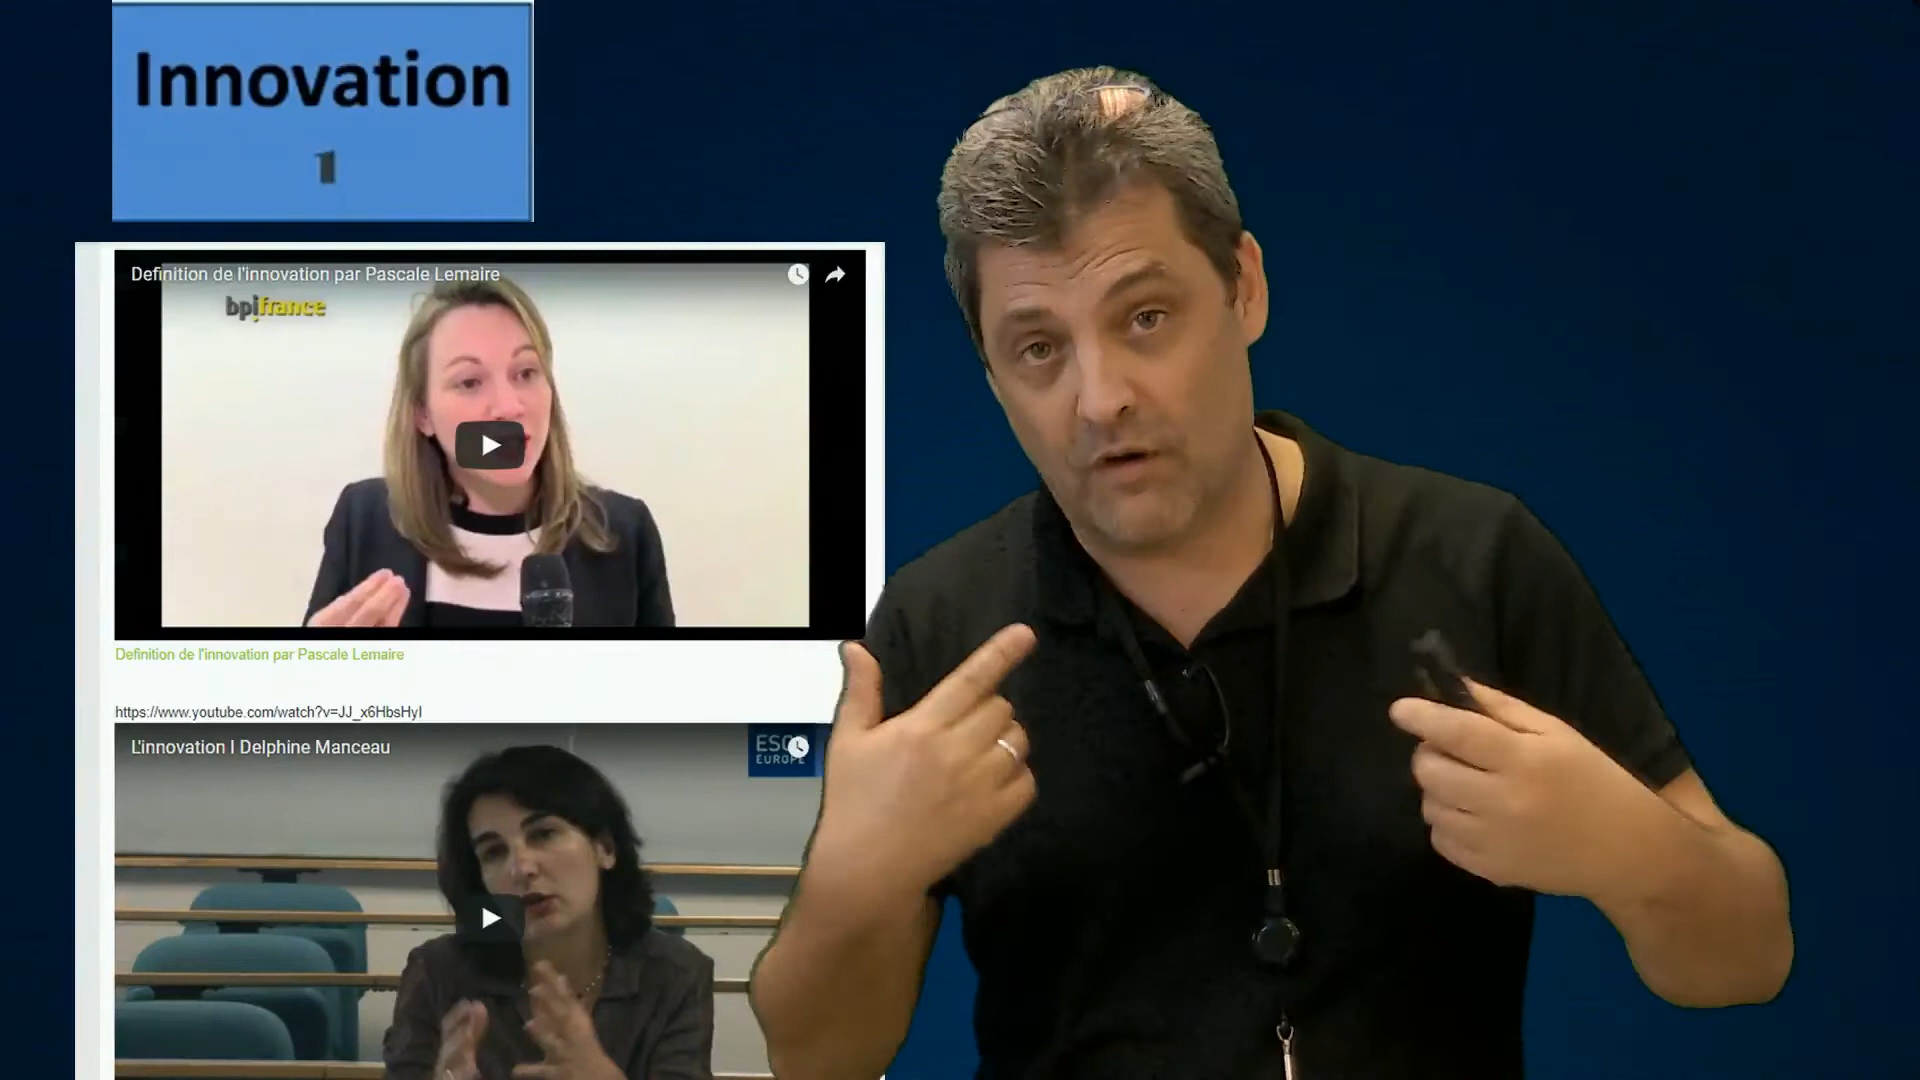 Innovation
1
Definition de l'innovation par Pascale Lemaire
bpifrance
Definition de l'innovation par Pascale Lemaire
https://www.youtube.com/watch?v=JJ_x6HbsHyI
L'innovation I Delphine Manceau
EUROPE